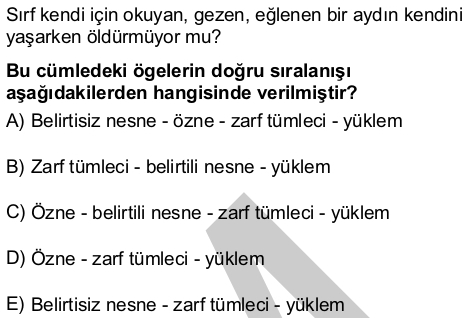 Sırf kendi için okuyan, gezen, eğlenen bir aydın kendini
yaşarken öldürmüyor mu?
Bu cümledeki ögelerin doğru sıralanışı
aşağıdakilerden hangisinde verilmiştir?
A) Belirtisiz nesne - özne - zarf tümleci - yüklem
B) Zarf tümleci - belirtili nesne - yüklem
C) Özne - belirtili nesne - zarf tümleci - yüklem
D) Özne - zarf tümleci - yüklem
E) Belirtisiz nesne - zarf tümleci - yüklem